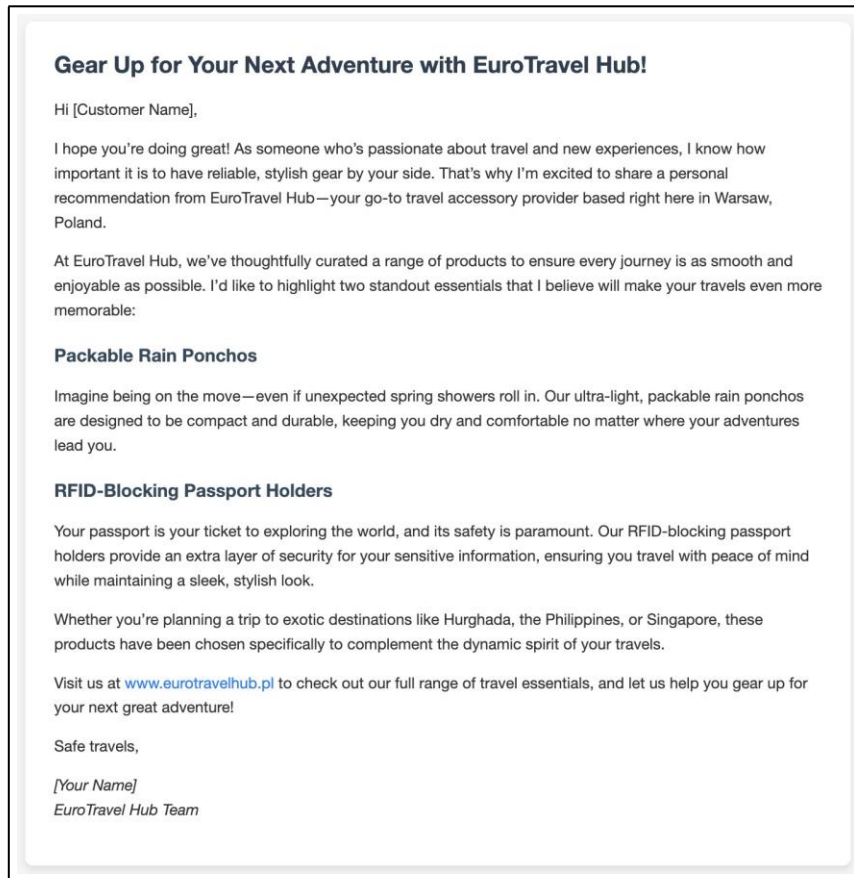 Gear Up for Your Next Adventure with EuroTravel Hub!
Hi [Customer Name],
I hope you’re doing great! As someone who’s passionate about travel and new experiences, I know how
important it is to have reliable, stylish gear by your side. That’s why I’m excited to share a personal
recommendation from EuroTravel Hub—your go-to travel accessory provider based right here in Warsaw,
Poland.
At EuroTravel Hub, we’ve thoughtfully curated a range of products to ensure every journey is as smooth and
enjoyable as possible. I’d like to highlight two standout essentials that I believe will make your travels even more
memorable:
Packable Rain Ponchos
Imagine being on the move—even if unexpected spring showers roll in. Our ultra-light, packable rain ponchos
are designed to be compact and durable, keeping you dry and comfortable no matter where your adventures
lead you.
RFID-Blocking Passport Holders
Your passport is your ticket to exploring the world, and its safety is paramount. Our RFID-blocking passport
holders provide an extra layer of security for your sensitive information, ensuring you travel with peace of mind
while maintaining a sleek, stylish look.
Whether you’re planning a trip to exotic destinations like Hurghada, the Philippines, or Singapore, these
products have been chosen specifically to complement the dynamic spirit of your travels.
Visit us at www.eurotravelhub.pl to check out our full range of travel essentials, and let us help you gear up for
your next great adventure!
Safe travels,
[Your Name]
EuroTravel Hub Team